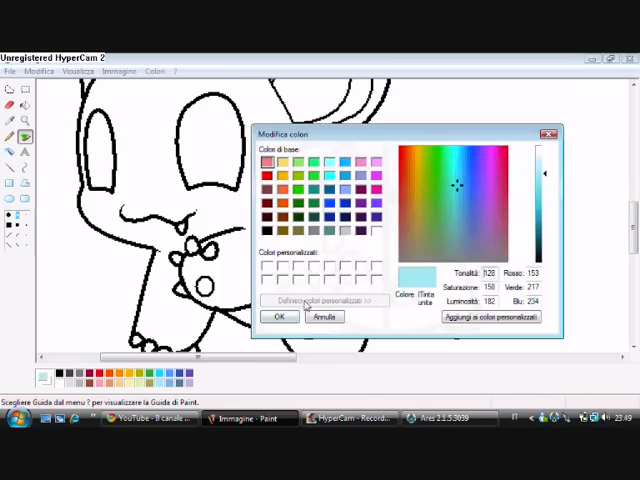 Unregistered HyperCam 2
File Modifica Visualizza Immagine Colori ?
Modifica colori
Colori di base:
Colori personalizzati:
Definisci colori personalizzati >>
OK Annulla
Colore |Tinta unita
Tonalità: 128 Rosso: 153
Saturazione: 158 Verde: 217
Luminosità: 182 Blu: 234
Aggiungi ai colori personalizzati
Scegliere Guida dal menu ? per visualizzare la Guida di Paint.
YouTube - Il canale ... Immagine - Paint HyperCam - Record... Ares 2.1.5.3039 IT 23.49